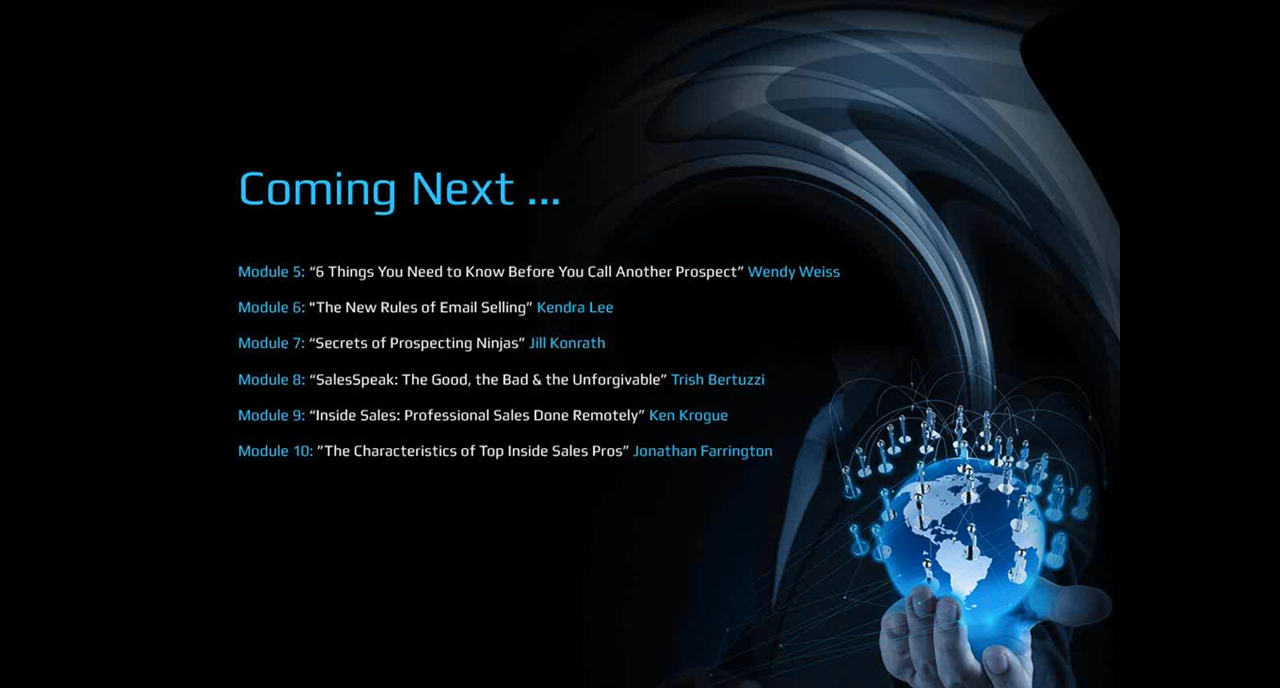 Coming Next ...
Module 5: “6 Things You Need to Know Before You Call Another Prospect” Wendy Weiss
Module 6: "The New Rules of Email Selling” Kendra Lee
Module 7: “Secrets of Prospecting Ninjas” Jill Konrath
Module 8: “SalesSpeak: The Good, the Bad & the Unforgivable” Trish Bertuzzi
Module 9: “Inside Sales: Professional Sales Done Remotely” Ken Krogue
Module 10: ”The Characteristics of Top Inside Sales Pros” Jonathan Farrington